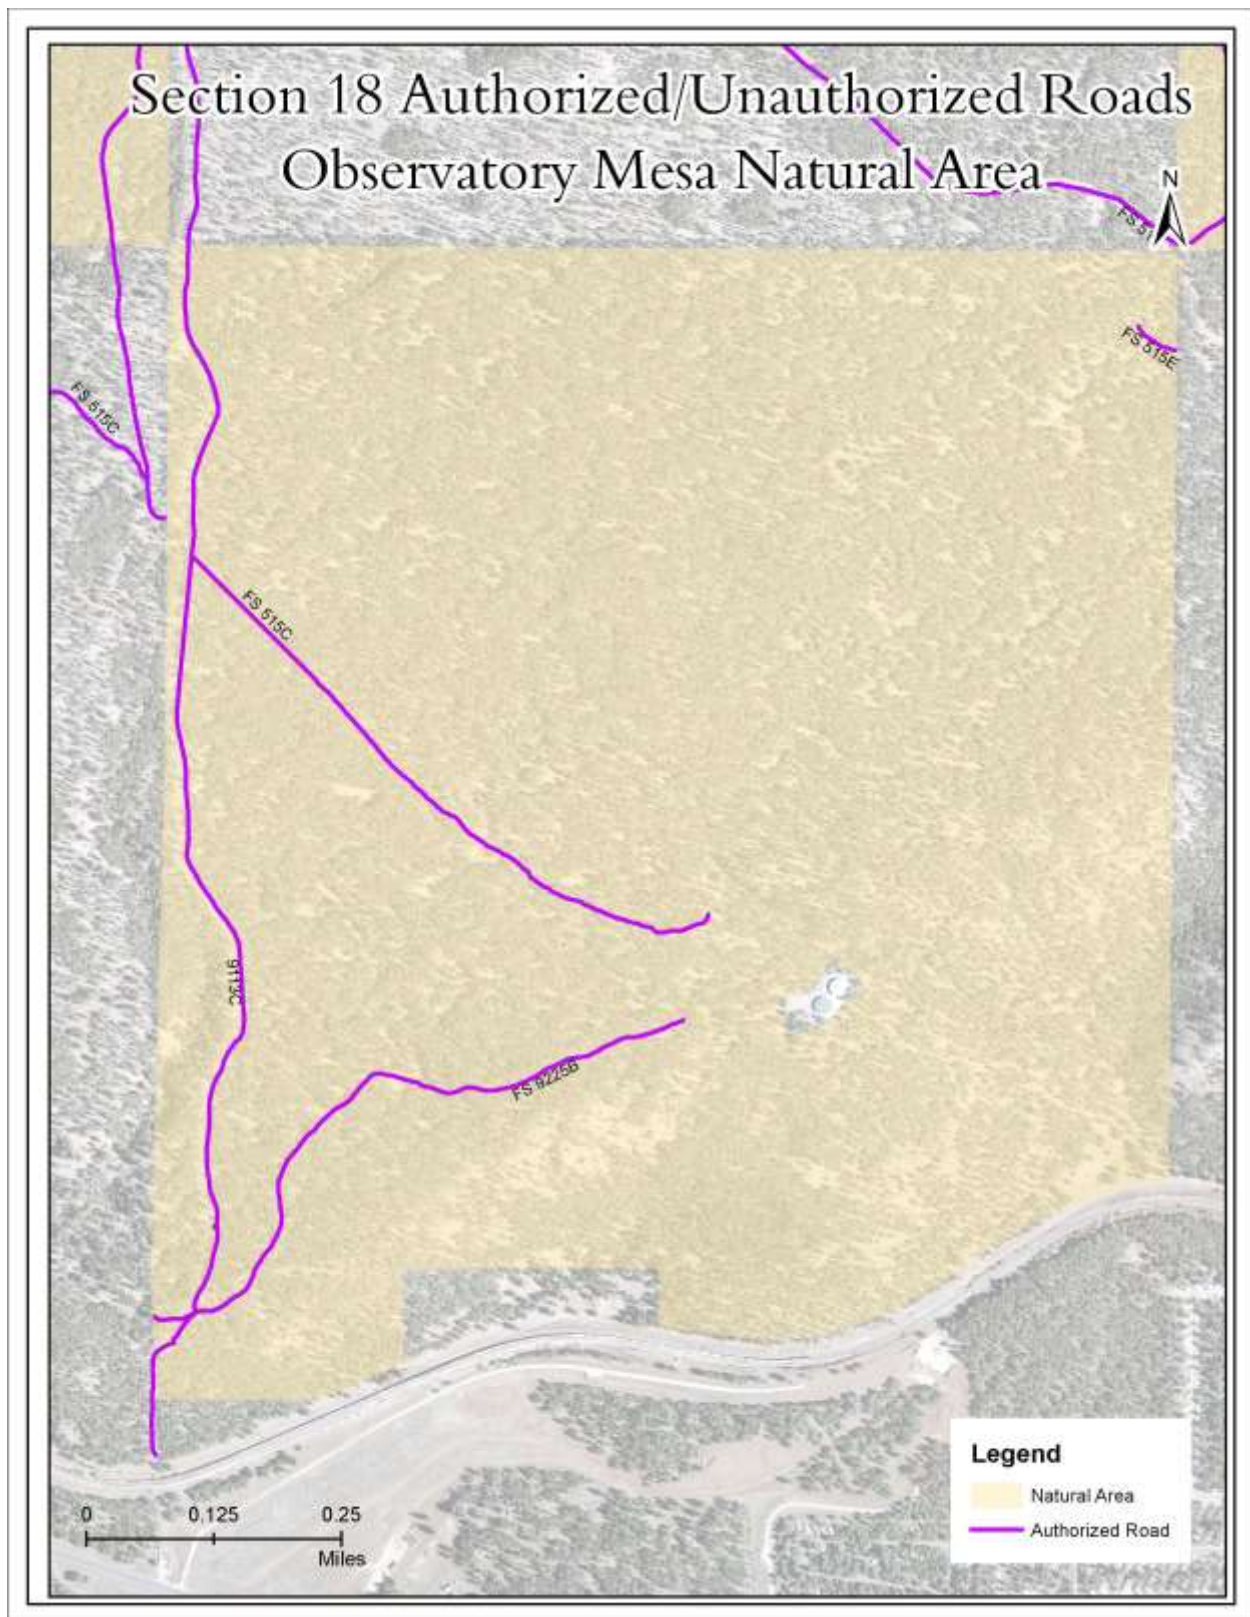 Section 18 Authorized/Unauthorized Roads
Observatory Mesa Natural Area
N
FS 515E
FS 515C
FS 515C
9113C
FS 9225B
Legend
Natural Area
Authorized Road
0 0.125 0.25
Miles